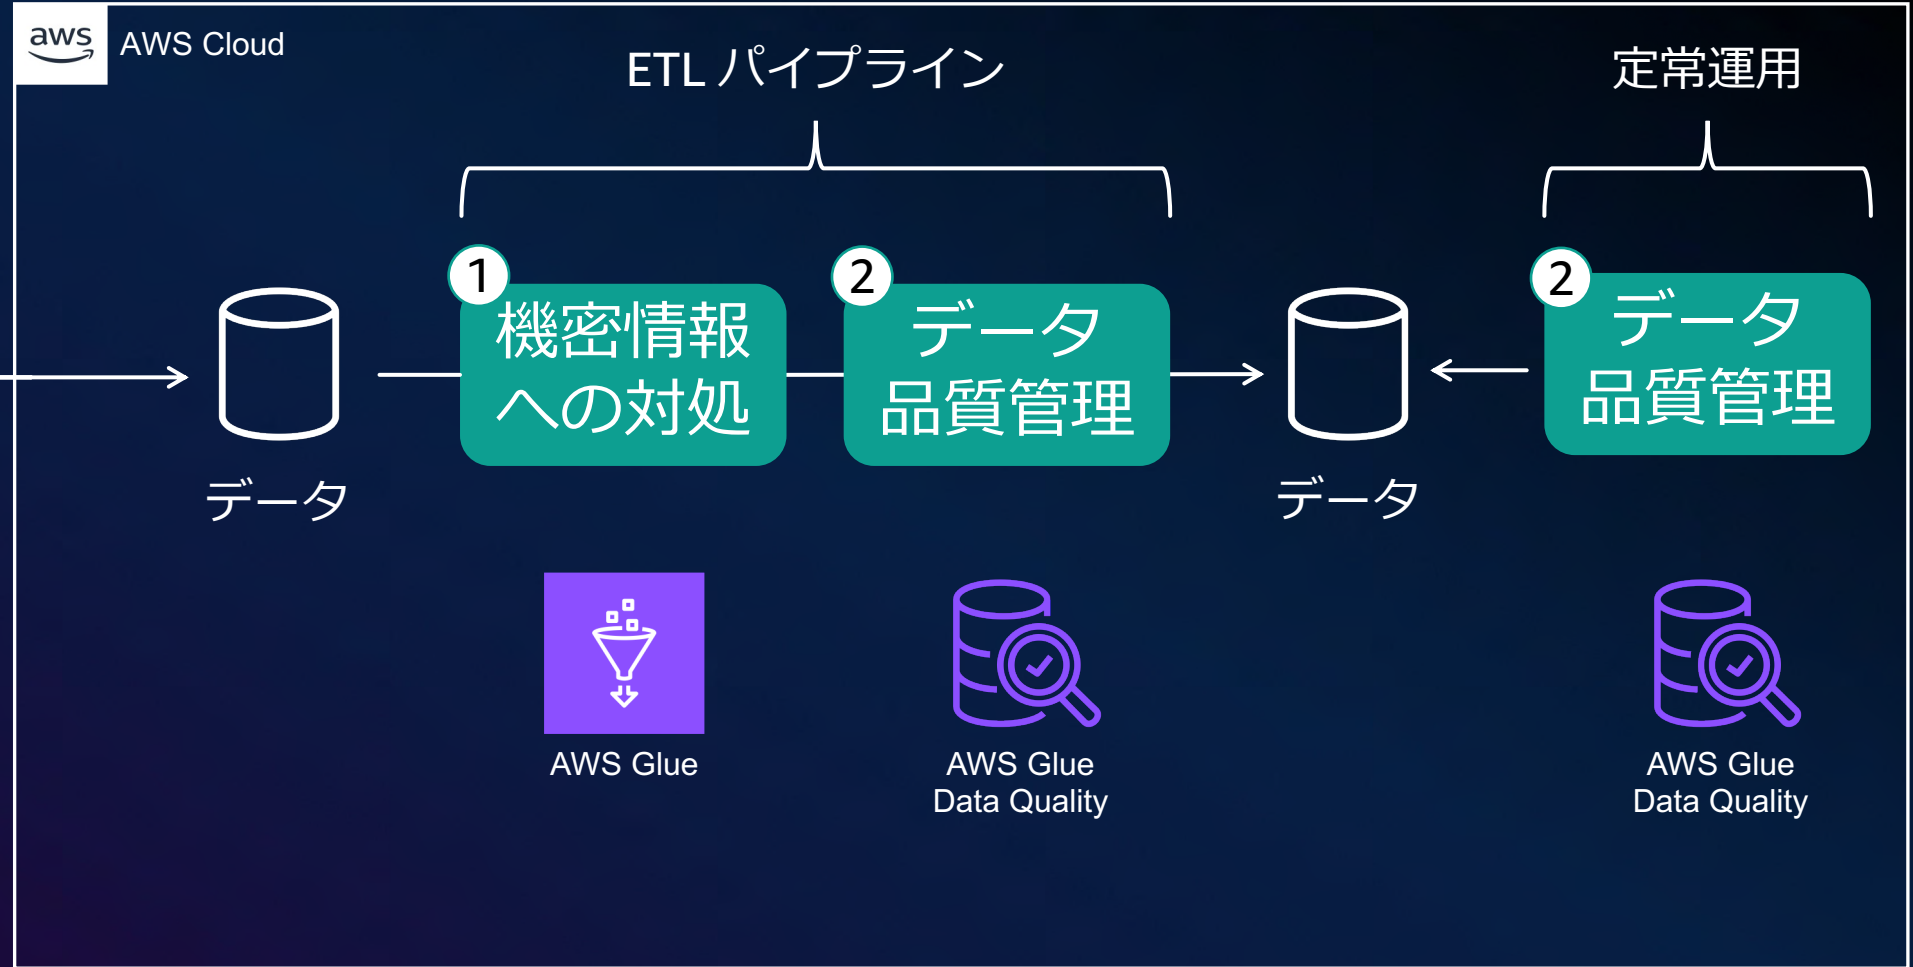 aws
AWS Cloud
ETL パイプライン
定常運用
1
機密情報
への対処
2
データ
品質管理
2
データ
品質管理
データ
データ
AWS Glue
AWS Glue
Data Quality
AWS Glue
Data Quality